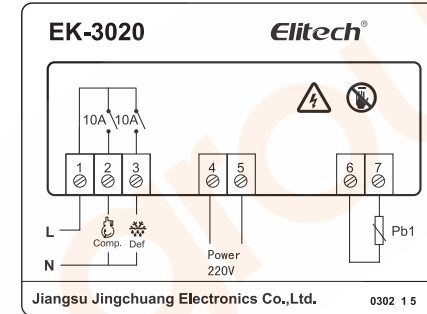 EK-3020 Elitech®
10A 10A
1 2 3 4 5 6 7
L Comp. Def Pb1
N Power
220V
Jiangsu Jingchuang Electronics Co.,Ltd. 0302 1 5